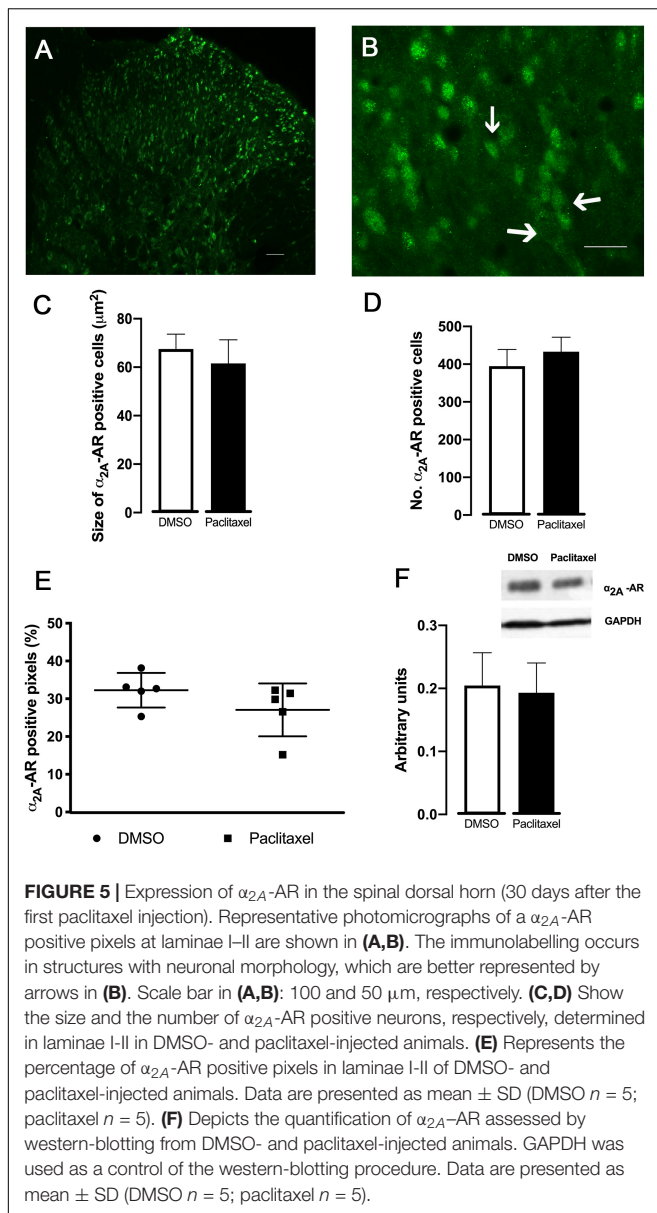 A
B
C
Size of α2A-AR positive cells (μm²)
80
60
40
20
0
DMSO
Paclitaxel
D
No. α2A-AR positive cells
500
400
300
200
100
0
DMSO
Paclitaxel
E
α2A-AR positive pixels (%)
50
40
30
20
10
0
DMSO
Paclitaxel
F
DMSO Paclitaxel
α2A-AR
GAPDH
Arbitrary units
0.3
0.2
0.1
0.0
DMSO
Paclitaxel
FIGURE 5 | Expression of α2A-AR in the spinal dorsal horn (30 days after the
first paclitaxel injection). Representative photomicrographs of a α2A-AR
positive pixels at laminae I–II are shown in (A,B). The immunolabelling occurs
in structures with neuronal morphology, which are better represented by
arrows in (B). Scale bar in (A,B): 100 and 50 μm, respectively. (C,D) Show
the size and the number of α2A-AR positive neurons, respectively, determined
in laminae I-II in DMSO- and paclitaxel-injected animals. (E) Represents the
percentage of α2A-AR positive pixels in laminae I-II of DMSO- and
paclitaxel-injected animals. Data are presented as mean ± SD (DMSO n = 5;
paclitaxel n = 5). (F) Depicts the quantification of α2A–AR assessed by
western-blotting from DMSO- and paclitaxel-injected animals. GAPDH was
used as a control of the western-blotting procedure. Data are presented as
mean ± SD (DMSO n = 5; paclitaxel n = 5).